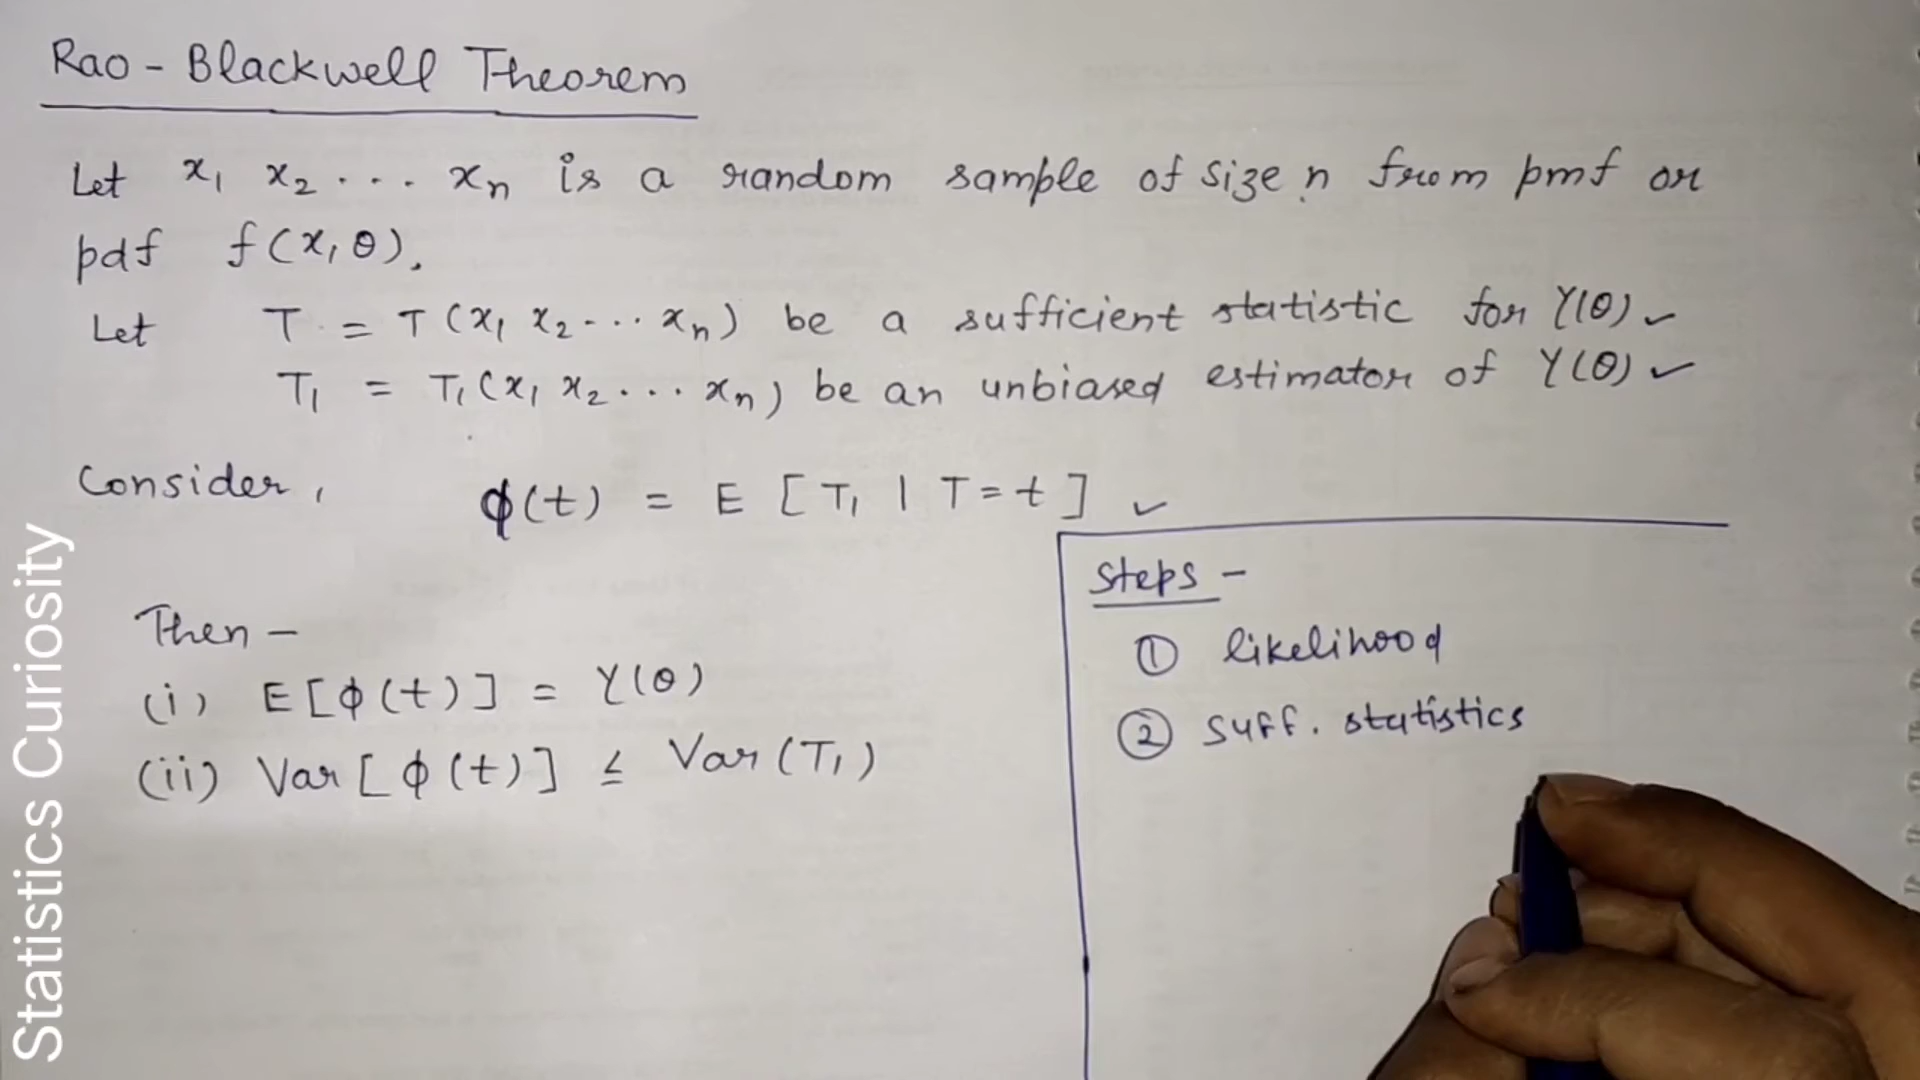 Rao - Blackwell Theorem
Let x₁ x₂ . . . xₙ is a random sample of size n from pmf or
pdf f(x, θ).
Let T = T(x₁ x₂ - . . . xₙ) be a sufficient statistic for Y(θ) ✓
T₁ = T₁(x₁ x₂ . . . xₙ) be an unbiased estimator of Y(θ) ✓
Consider, ϕ(t) = E [T₁ | T = t] ✓
Then -
(i) E[ϕ(t)] = Y(θ)
(ii) Var[ϕ(t)] ≤ Var(T₁)
Steps -
① likelihood
② suff. statistics
Statistics Curiosity